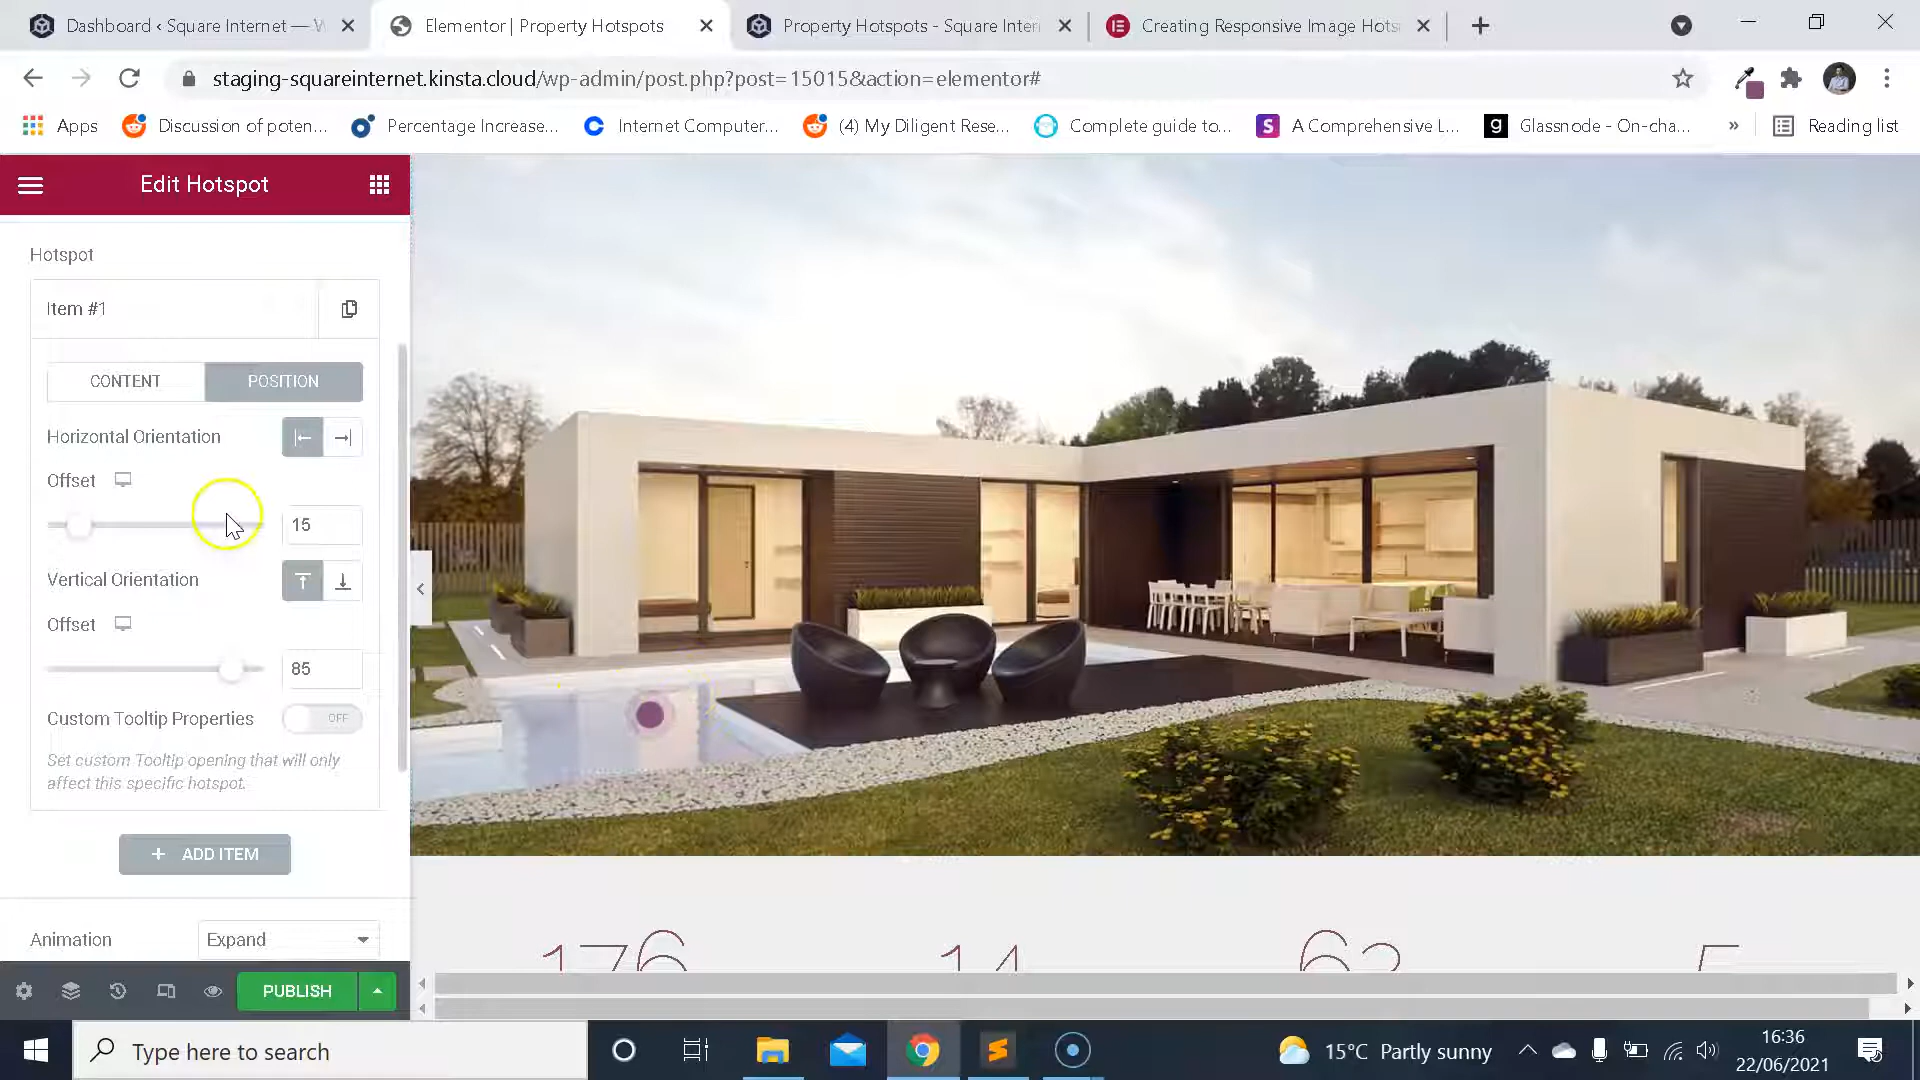 Dashboard ‹ Square Internet — W
Elementor | Property Hotspots
Property Hotspots - Square Inter
Creating Responsive Image Hots
staging-squareinternet.kinsta.cloud/wp-admin/post.php?post=15015&action=elementor#
Apps
Discussion of poten...
Percentage Increase...
Internet Computer...
(4) My Diligent Rese...
Complete guide to...
S
A Comprehensive L...
g
Glassnode - On-cha...
»
Reading list
Edit Hotspot
Hotspot
Item #1
CONTENT
POSITION
Horizontal Orientation
Offset
15
Vertical Orientation
Offset
85
Custom Tooltip Properties
OFF
Set custom Tooltip opening that will only
affect this specific hotspot.
+ ADD ITEM
Animation
Expand
176
14
62
5
PUBLISH
Type here to search
15°C Partly sunny
16:36
22/06/2021